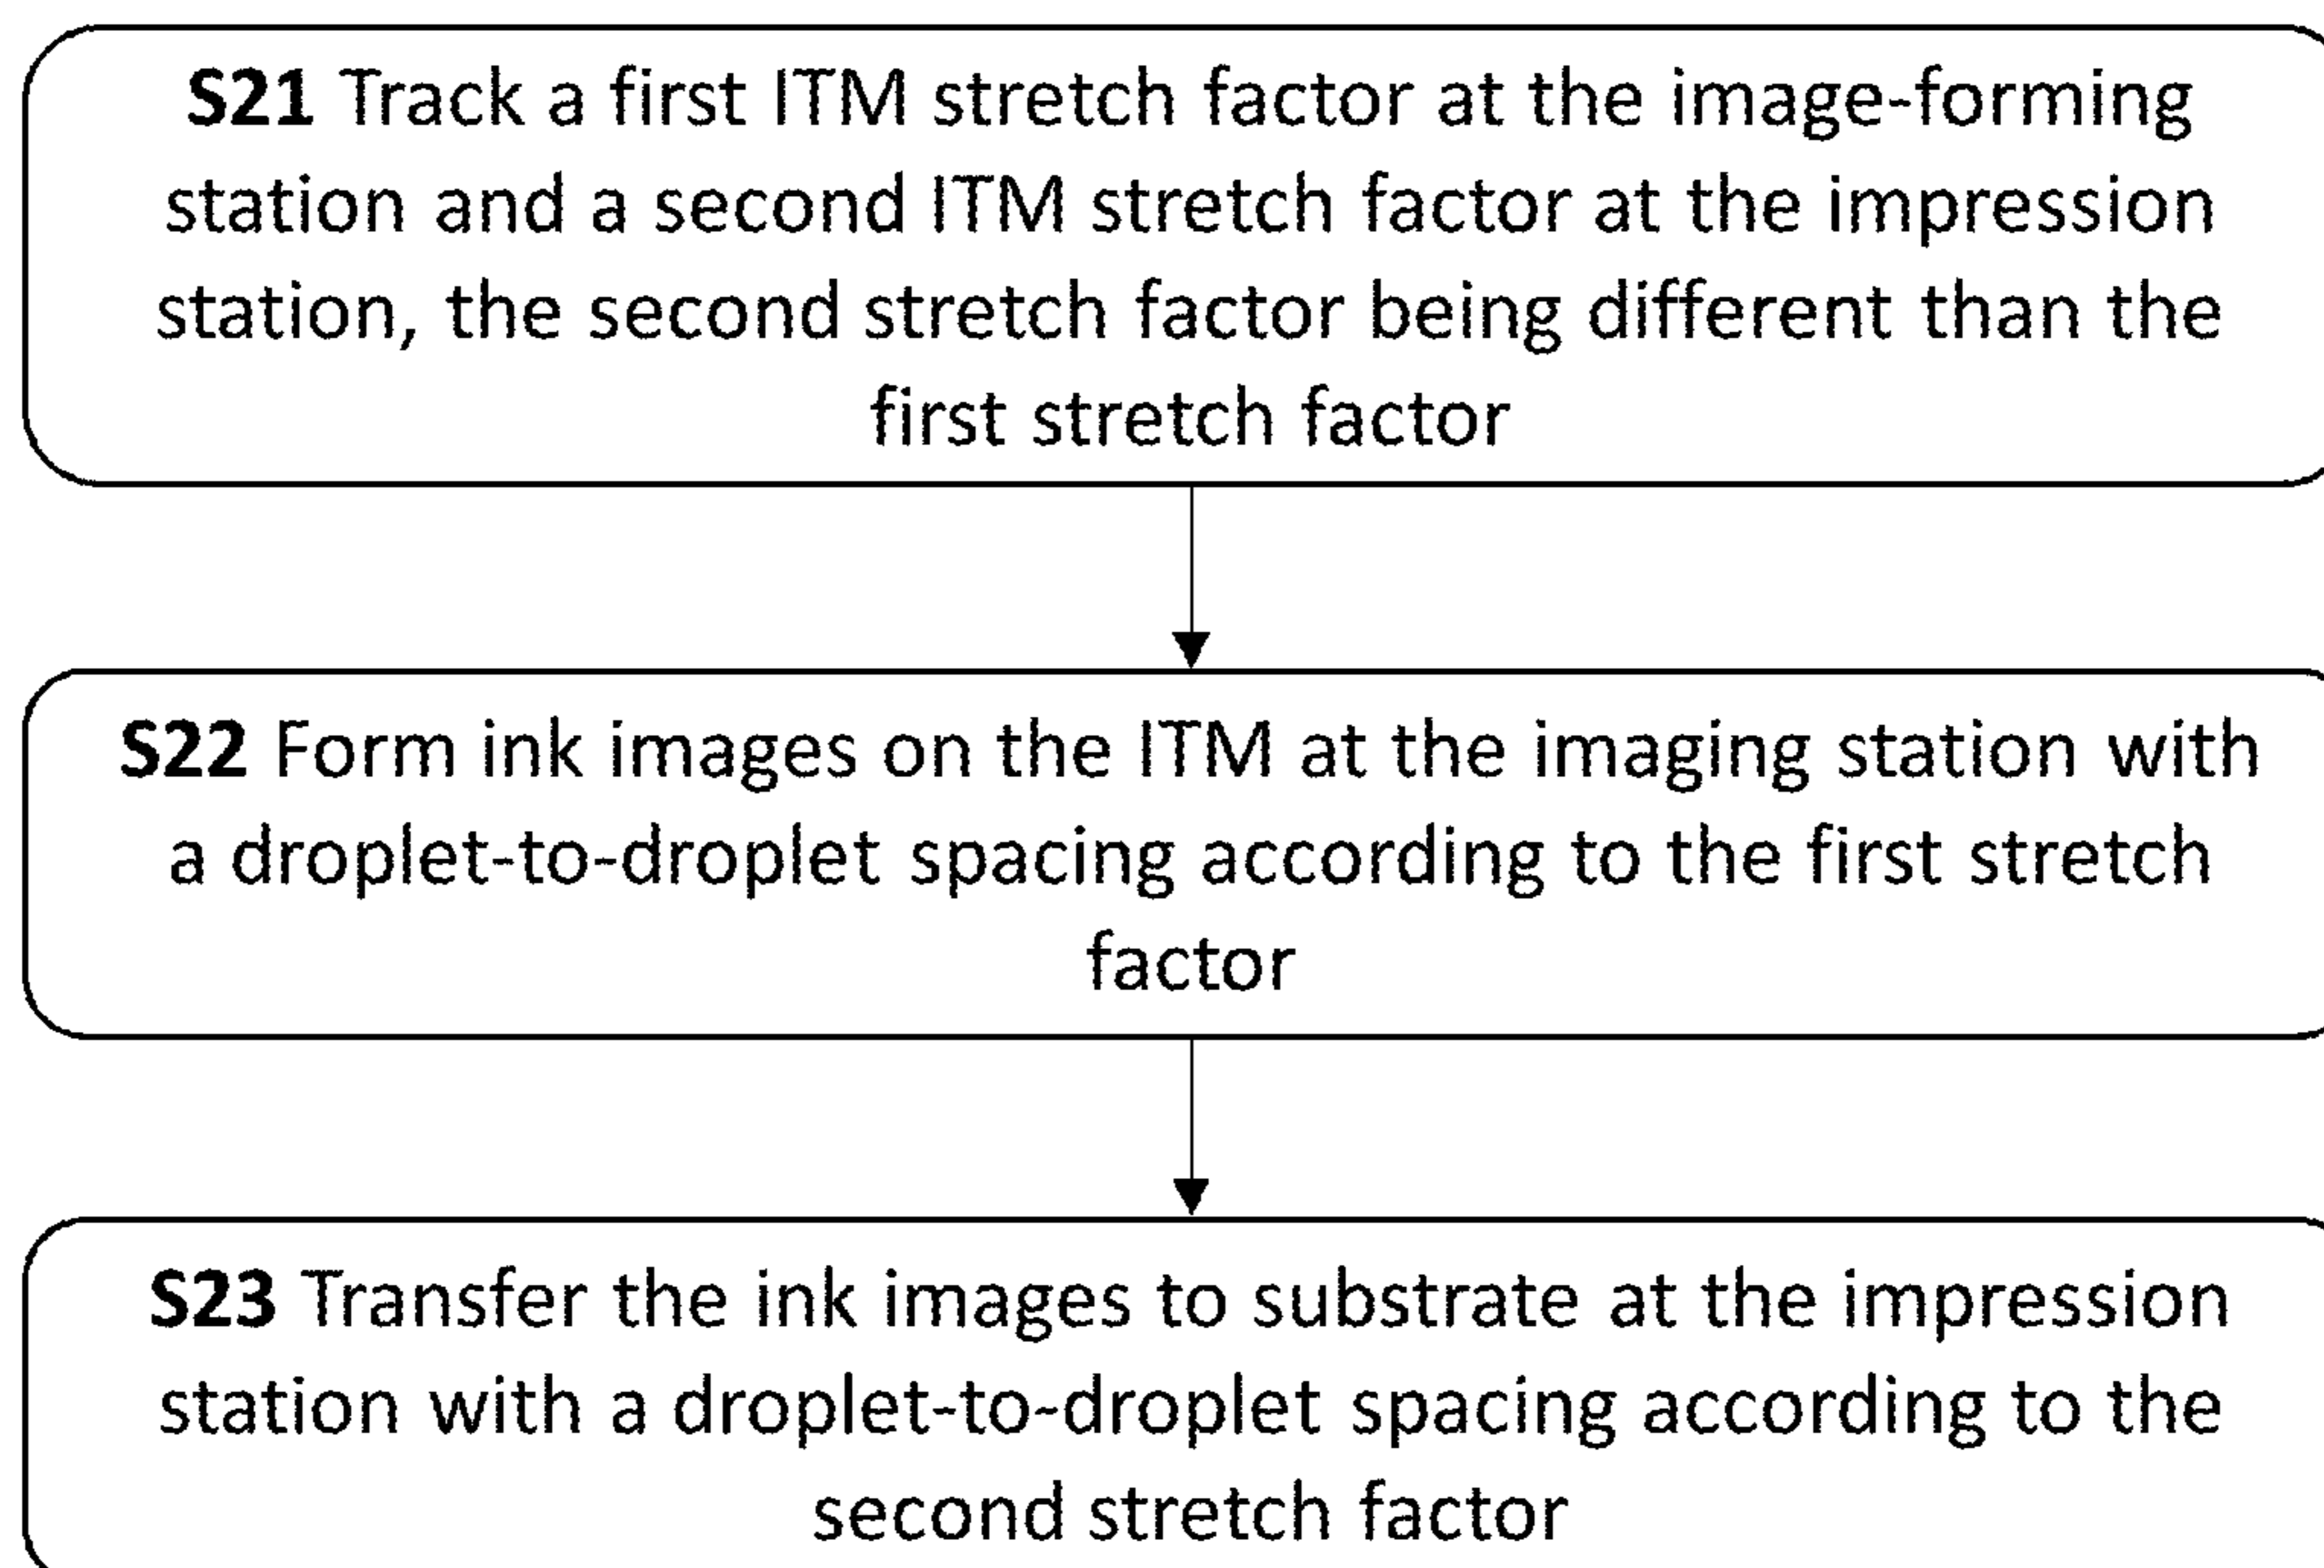 S21 Track a first ITM stretch factor at the image-forming
station and a second ITM stretch factor at the impression
station, the second stretch factor being different than the
first stretch factor
S22 Form ink images on the ITM at the imaging station with
a droplet-to-droplet spacing according to the first stretch
factor
S23 Transfer the ink images to substrate at the impression
station with a droplet-to-droplet spacing according to the
second stretch factor